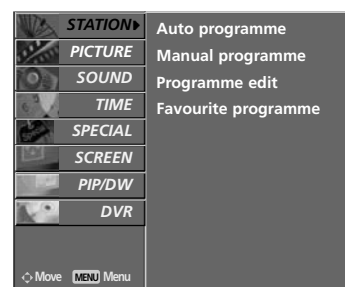 STATION
PICTURE
SOUND
TIME
SPECIAL
SCREEN
PIP/DW
DVR
Move MENU Menu
Auto programme
Manual programme
Programme edit
Favourite programme